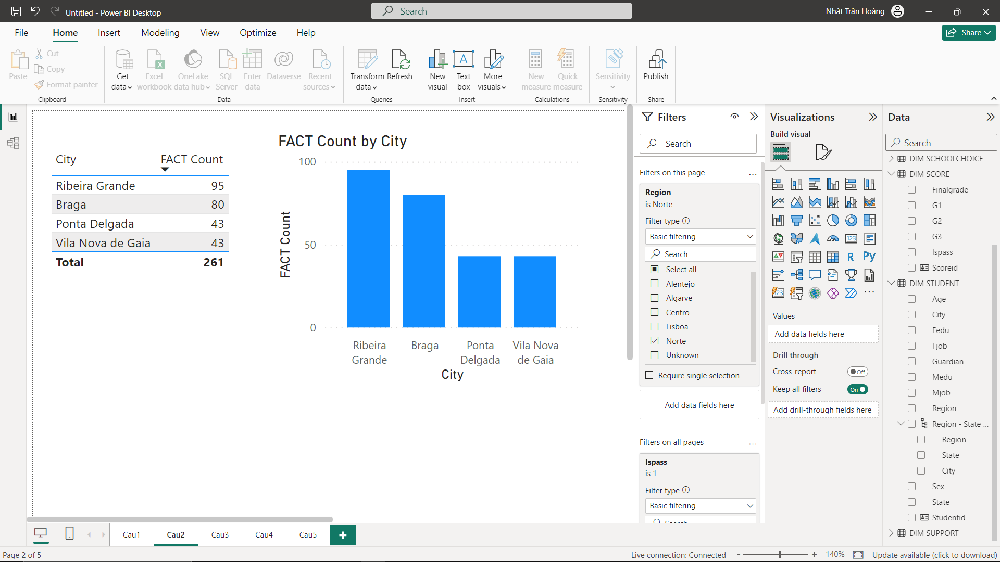 Untitled - Power BI Desktop
Search
Nhật Trần Hoàng
File Home Insert Modeling View Optimize Help
Share
Paste
Cut
Copy
Format painter
Clipboard
Get data
Excel workbook
OneLake data hub
SQL Server
Enter data
Dataverse
Recent sources
Data
Transform data
Refresh
Queries
New visual
Text box
More visuals
Insert
New measure
Quick measure
Calculations
Sensitivity
Sensitivity
Publish
Share
City FACT Count
Ribeira Grande 95
Braga 80
Ponta Delgada 43
Vila Nova de Gaia 43
Total 261
FACT Count by City
100
50
0
FACT Count
Ribeira Grande
Braga
Ponta Delgada
Vila Nova de Gaia
City
Filters
Search
Filters on this page
Region
is Norte
Filter type
Basic filtering
Search
Select all
Alentejo
Algarve
Centro
Lisboa
Norte
Unknown
Require single selection
Add data fields here
Filters on all pages
Ispass
is 1
Filter type
Basic filtering
Search
Visualizations
Build visual
123
R
Py
123
Values
Add data fields here
Drill through
Cross-report Off
Keep all filters On
Add drill-through fields here
Data
Search
DIM SCHOOLCHOICE
DIM SCORE
Finalgrade
G1
G2
G3
Ispass
Scoreid
DIM STUDENT
Age
City
Fedu
Fjob
Guardian
Medu
Mjob
Region
Region - State ...
Region
State
City
Sex
State
Studentid
DIM SUPPORT
Cau1 Cau2 Cau3 Cau4 Cau5
Page 2 of 5
Live connection: Connected
- + 140%
Update available (click to download)